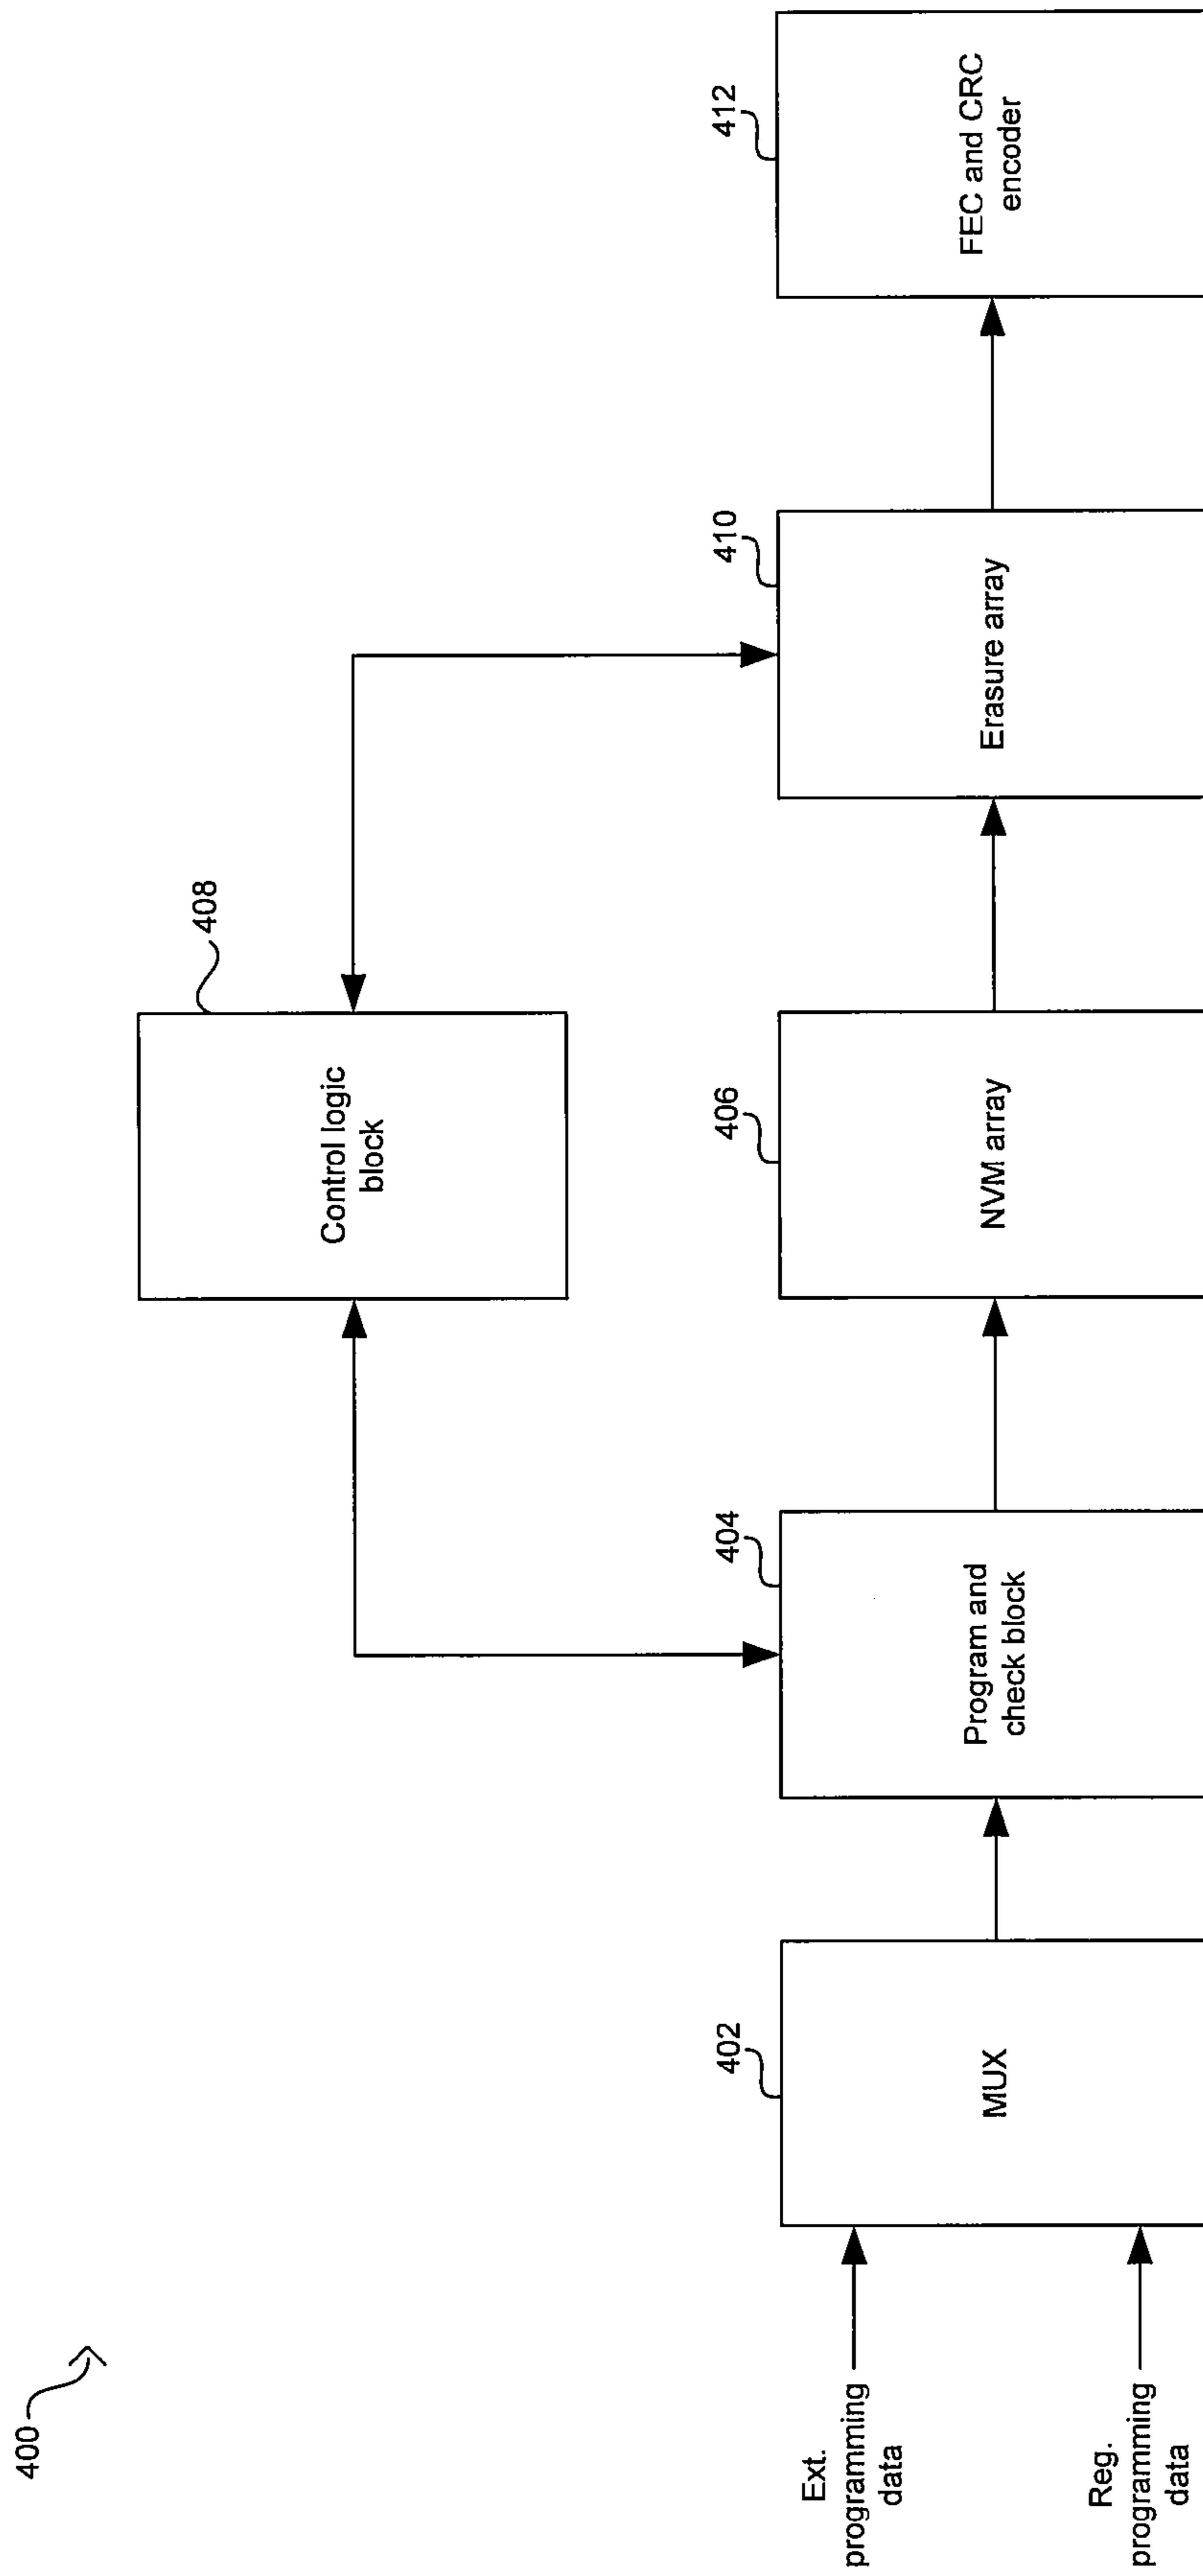 400
408
Control logic
block
402
404
406
410
412
Ext.
programming
data
Reg.
programming
data
MUX
Program and
check block
NVM array
Erasure array
FEC and CRC
encoder